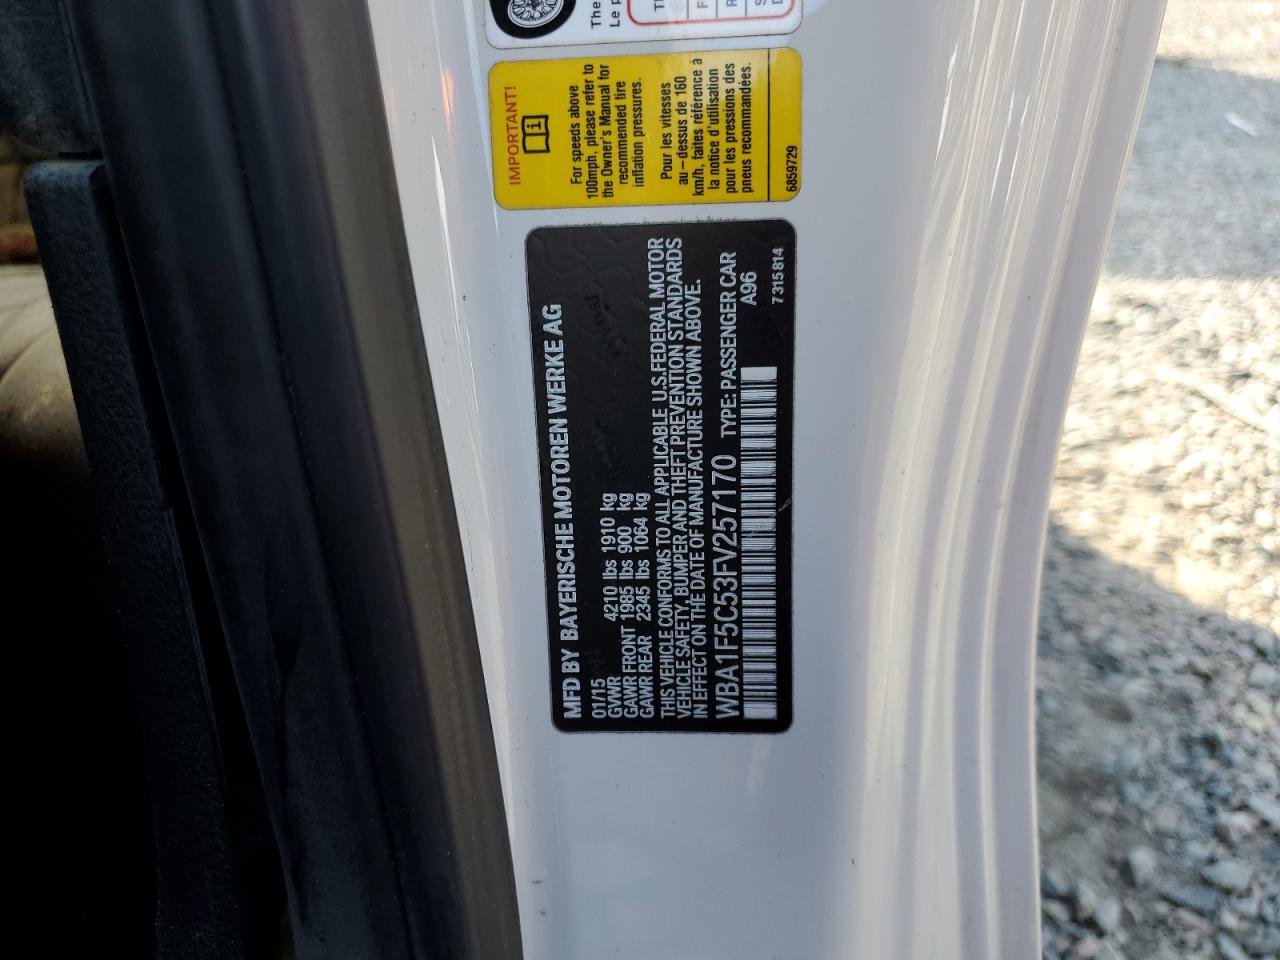 The
Le p
T
F
R
S
D
IMPORTANT!
For speeds above
100mph, please refer to
the Owner's Manual for
recommended tire
inflation pressures.
Pour les vitesses
au-dessus de 160
km/h, faites référence à
la notice d'utilisation
pour les pressions des
pneus recommandées.
6859729
MFD BY BAYERISCHE MOTOREN WERKE AG
01/15
GVWR 4210 lbs 1910 kg
GAWR FRONT 1985 lbs 900 kg
GAWR REAR 2345 lbs 1064 kg
THIS VEHICLE CONFORMS TO ALL APPLICABLE U.S.FEDERAL MOTOR
VEHICLE SAFETY, BUMPER AND THEFT PREVENTION STANDARDS
IN EFFECT ON THE DATE OF MANUFACTURE SHOWN ABOVE.
WBA1F5C53FV257170 TYPE: PASSENGER CAR
A96
7315814